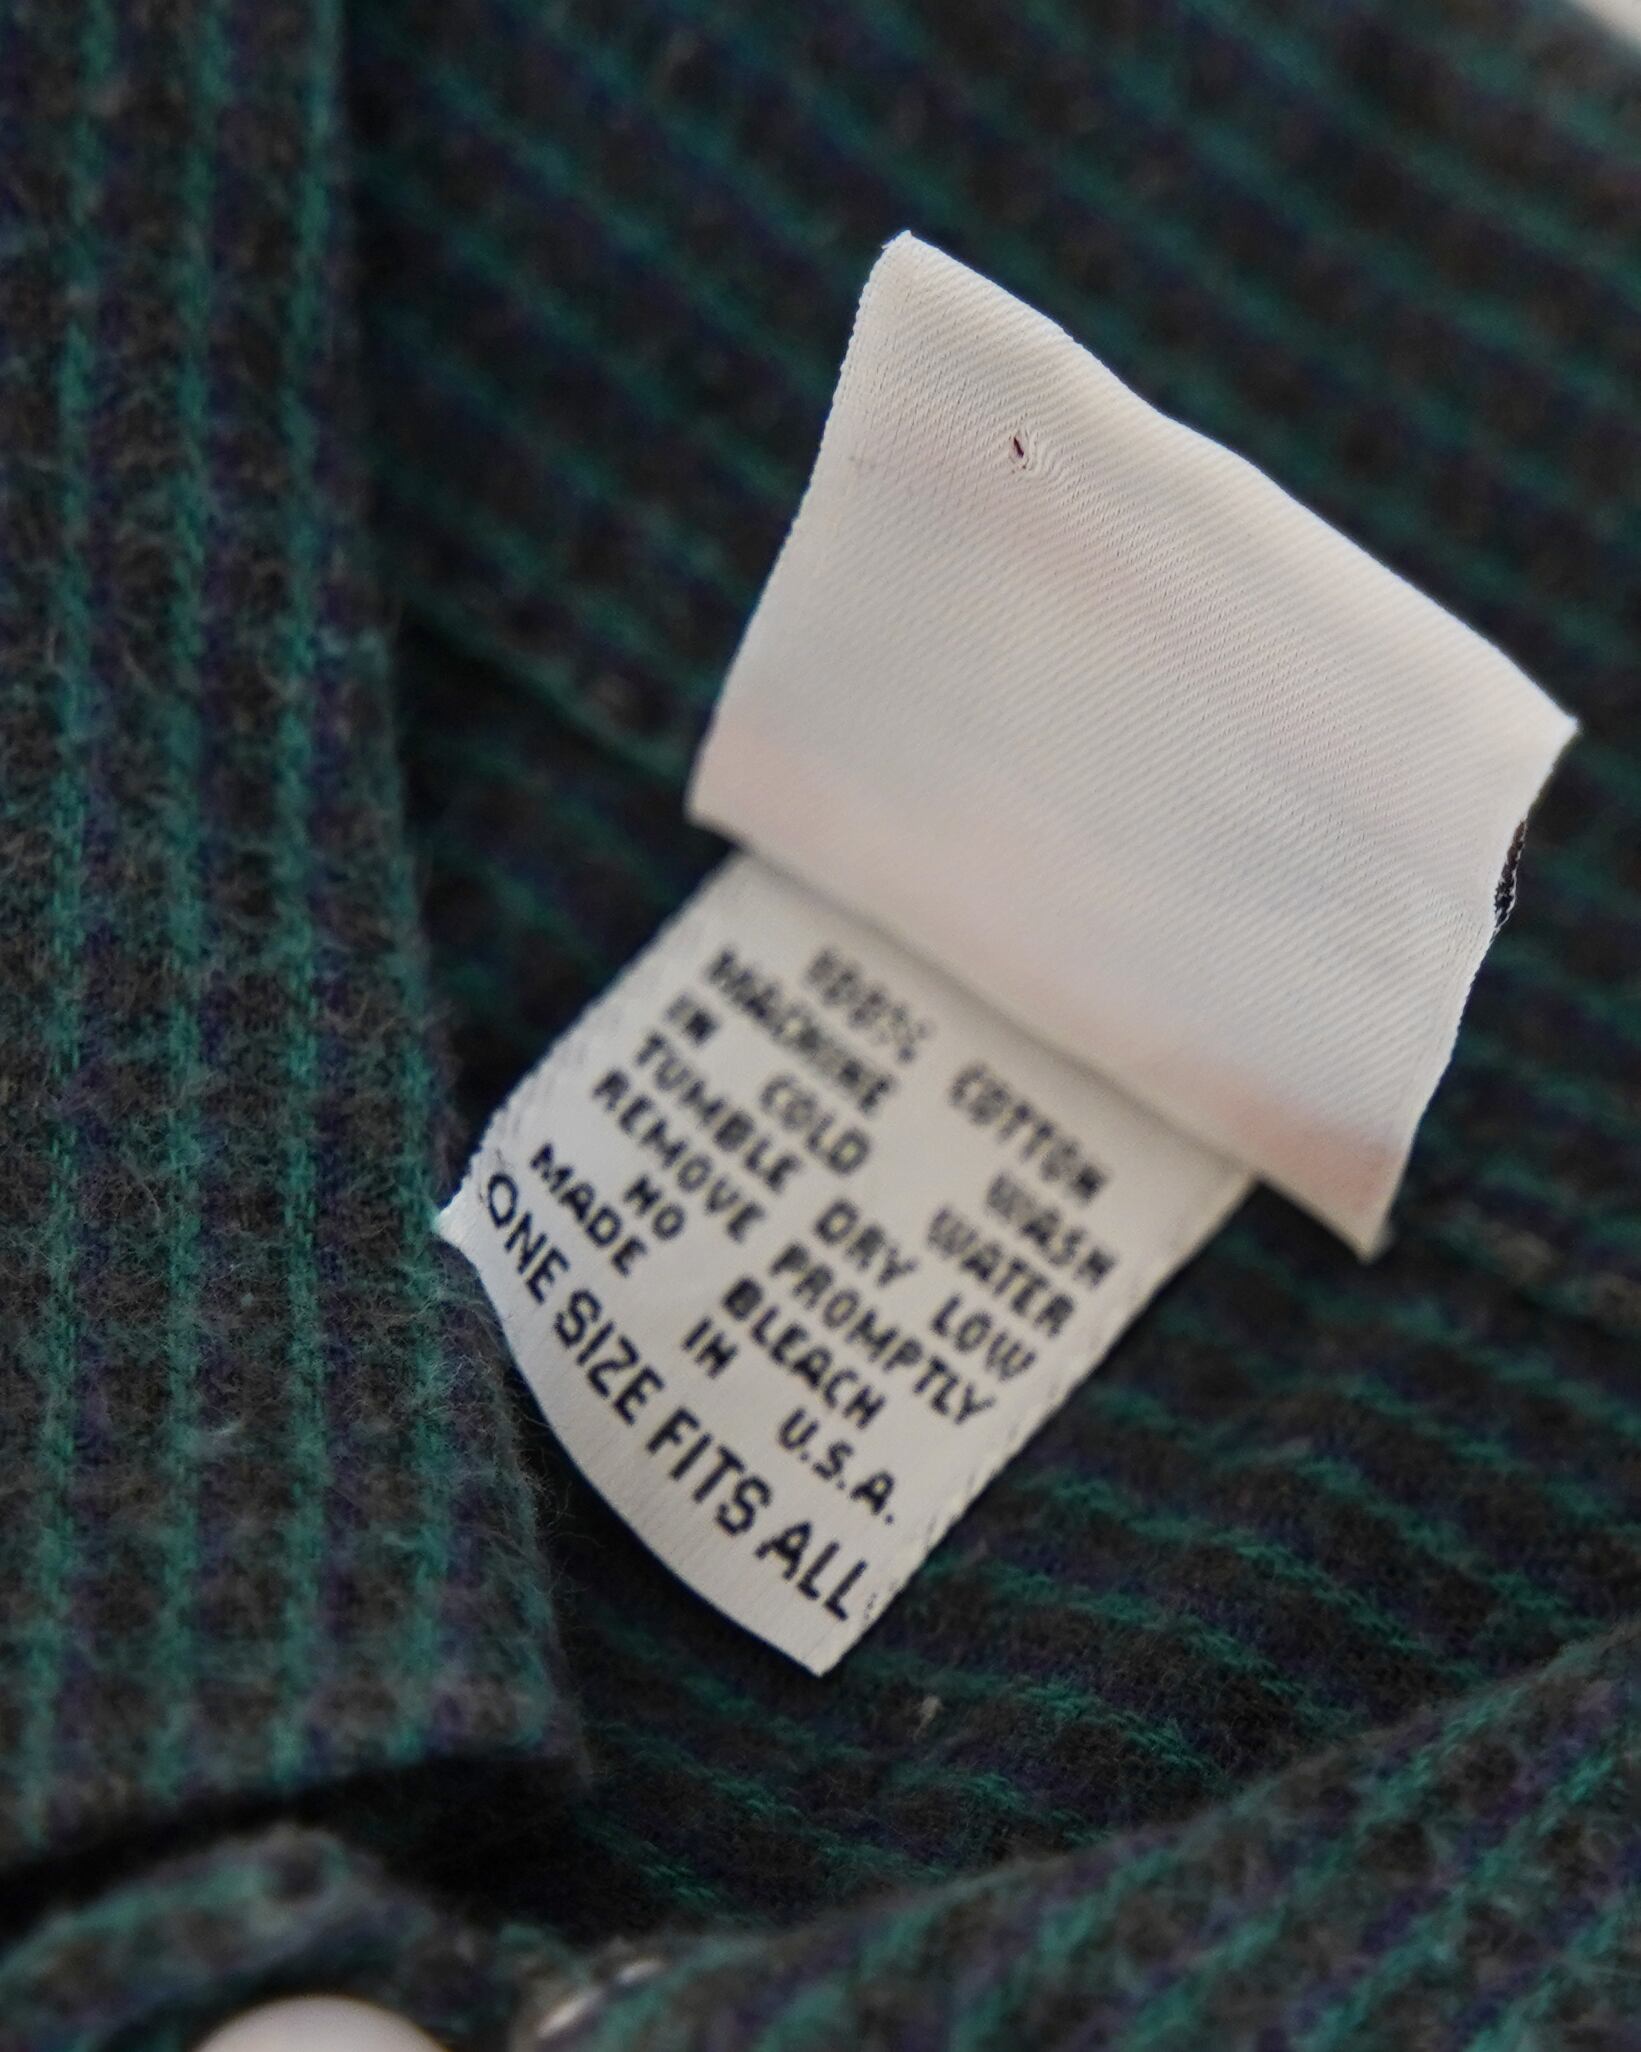 100% COTTON
MACHINE WASH
IN COLD WATER
TUMBLE DRY LOW
REMOVE PROMPTLY
NO BLEACH
MADE IN U.S.A.
ONE SIZE FITS ALL